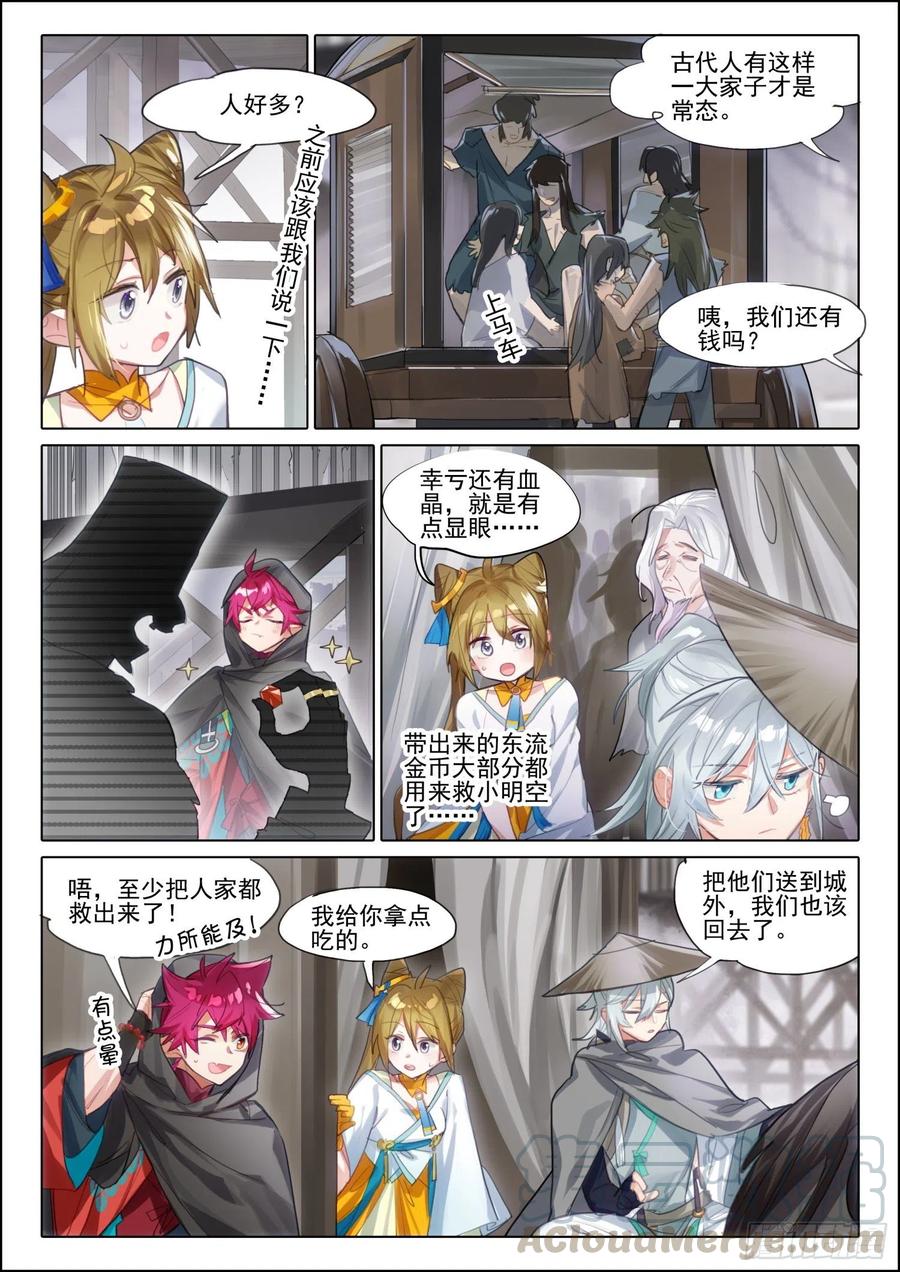 人好多？
之前应该跟我们说一下……
古代人有这样
一大家子才是
常态。
上马车
咦，我们还有
钱吗？
幸亏还有血
晶，就是有
点显眼……
带出来的东流
金币大部分都
用来救小明空
了……
唔，至少把人家都
救出来了！
力所能及！
有点晕
我给你拿点
吃的。
把他们送到城
外，我们也该
回去了。
acloudmerge.com